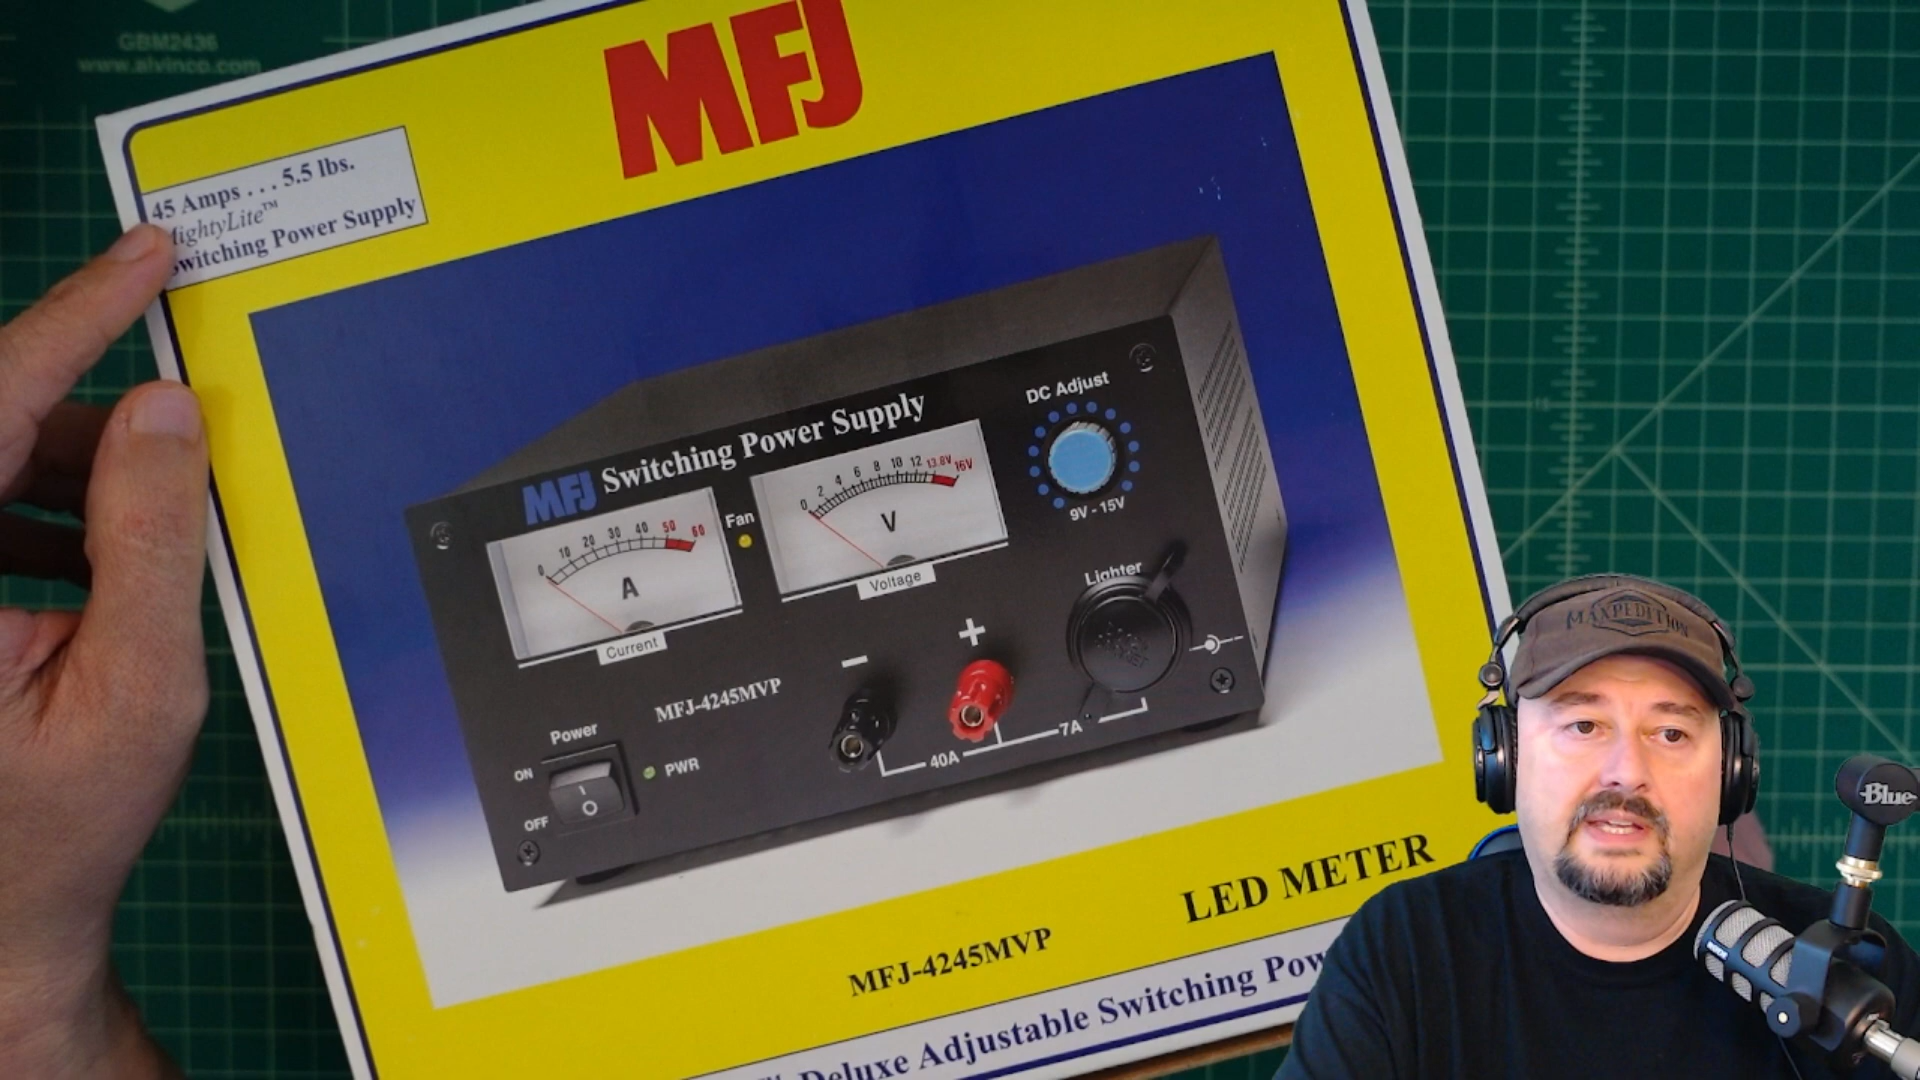 GBM2436
www.alvinco.com
MFJ
45 Amps . . . 5.5 lbs.
MightyLite™
Switching Power Supply
MFJ Switching Power Supply
DC Adjust
9V - 15V
0 10 20 30 40 50 60
A
Current
Fan
0 2 4 6 8 10 12 13.8V 16V
V
Voltage
Lighter
MFJ-4245MVP
− +
40A
7A
Power
ON
OFF
PWR
MFJ-4245MVP
LED METER
Deluxe Adjustable Switching
MAXPEDITION
Blue